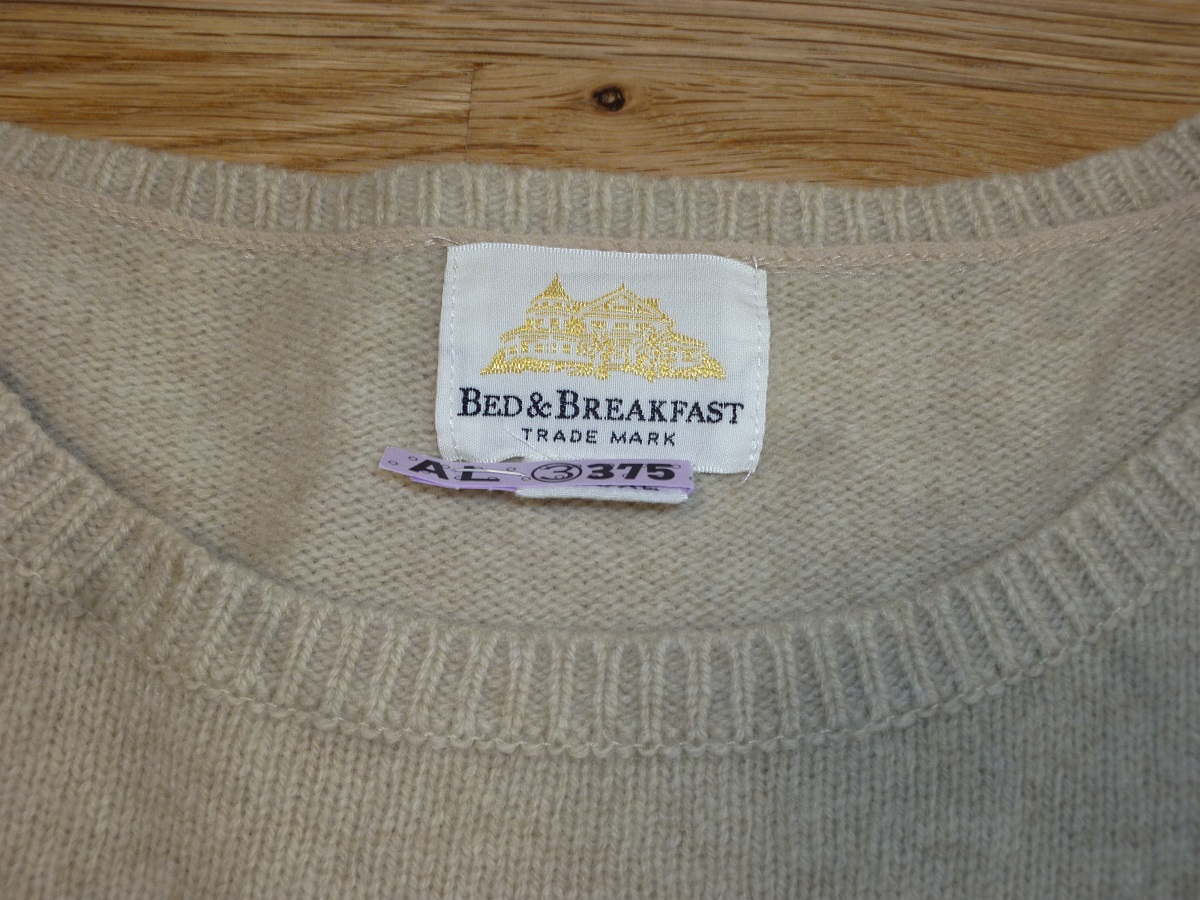 BED & BREAKFAST
TRADE MARK
AL ③375